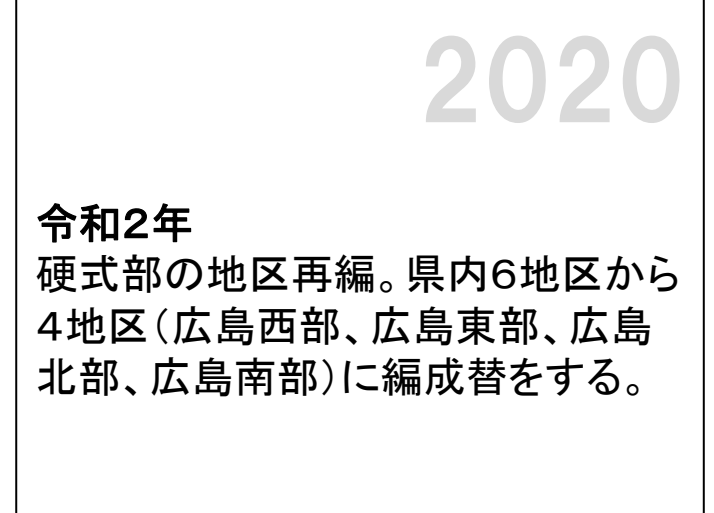 2020
令和2年
硬式部の地区再編。県内6地区から
4地区（広島西部、広島東部、広島
北部、広島南部）に編成替をする。